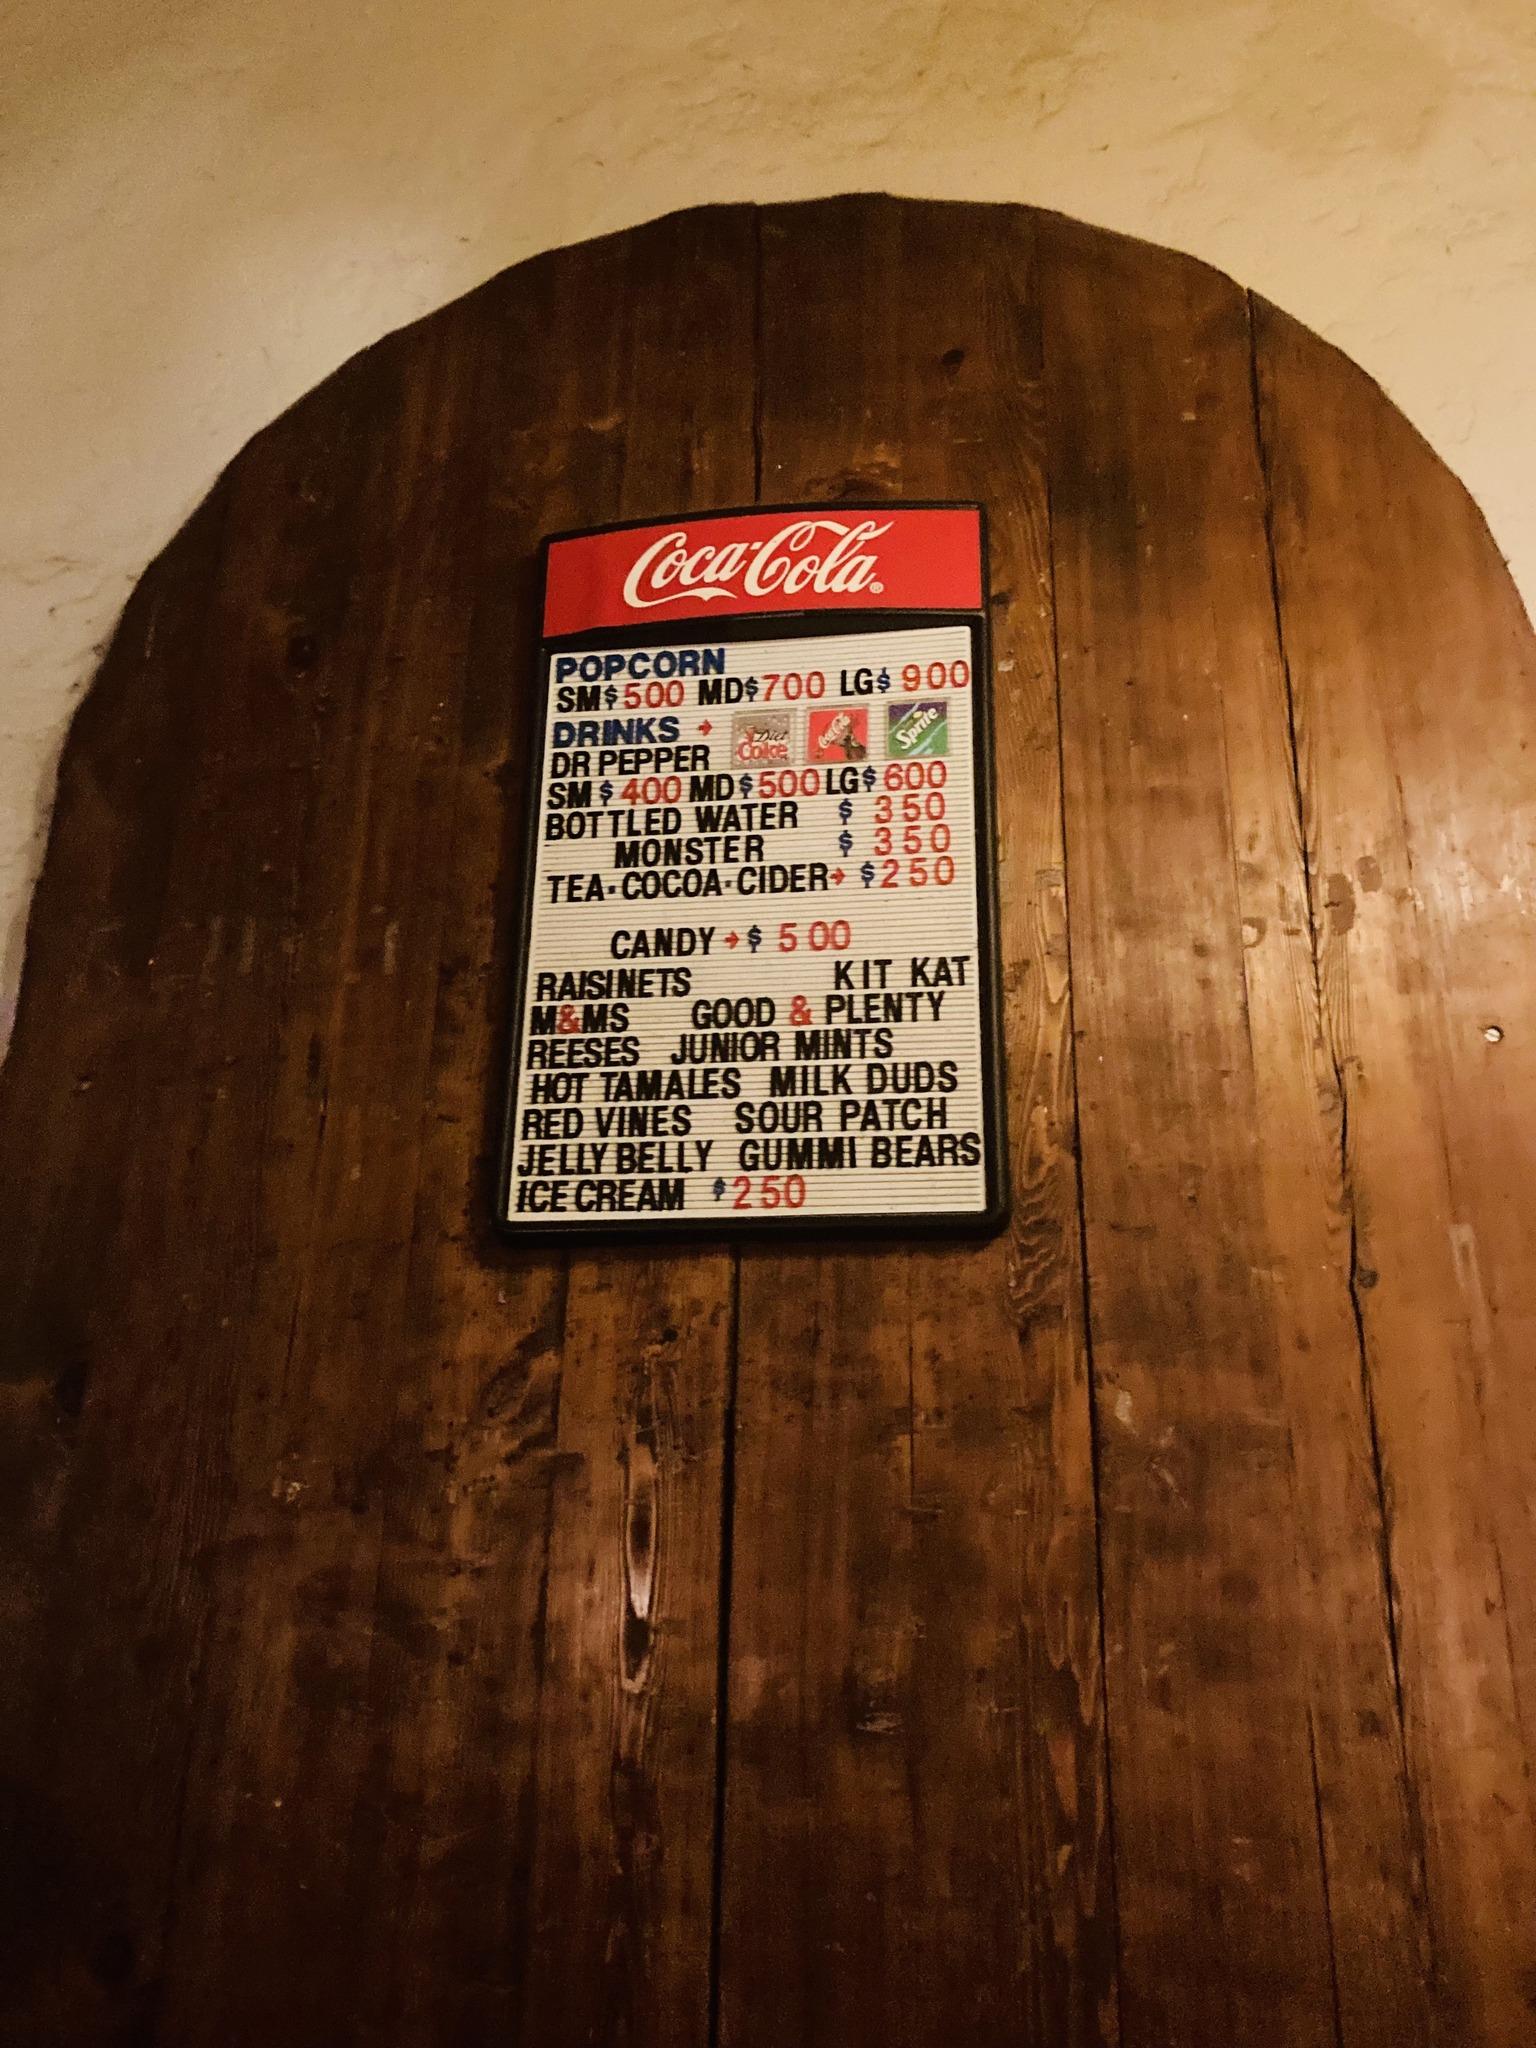 Coca-Cola®
POPCORN
SM$500 MD$700 LG$900
DRINKS → Diet Coke Coca-Cola Sprite
DR PEPPER
SM $400 MD $500 LG $600
BOTTLED WATER $ 350
MONSTER $ 350
TEA·COCOA·CIDER→ $250
CANDY→$ 500
RAISINETS KIT KAT
M&MS GOOD & PLENTY
REESES JUNIOR MINTS
HOT TAMALES MILK DUDS
RED VINES SOUR PATCH
JELLY BELLY GUMMI BEARS
ICE CREAM $250